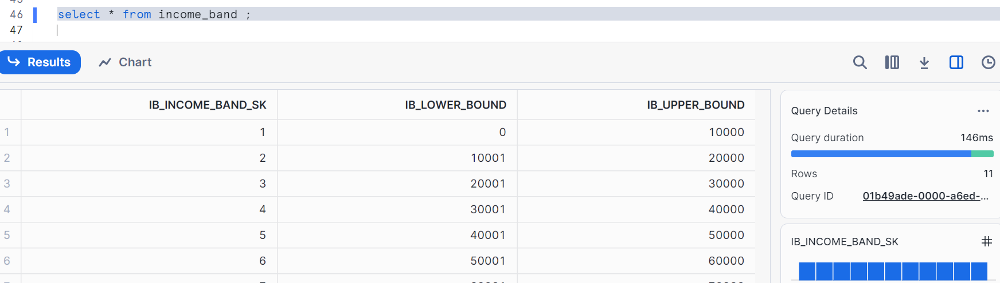 46 select * from income_band ;
47
Results Chart
IB_INCOME_BAND_SK IB_LOWER_BOUND IB_UPPER_BOUND
1 1 0 10000
2 2 10001 20000
3 3 20001 30000
4 4 30001 40000
5 5 40001 50000
6 6 50001 60000
Query Details
Query duration 146ms
Rows 11
Query ID 01b49ade-0000-a6ed-...
IB_INCOME_BAND_SK